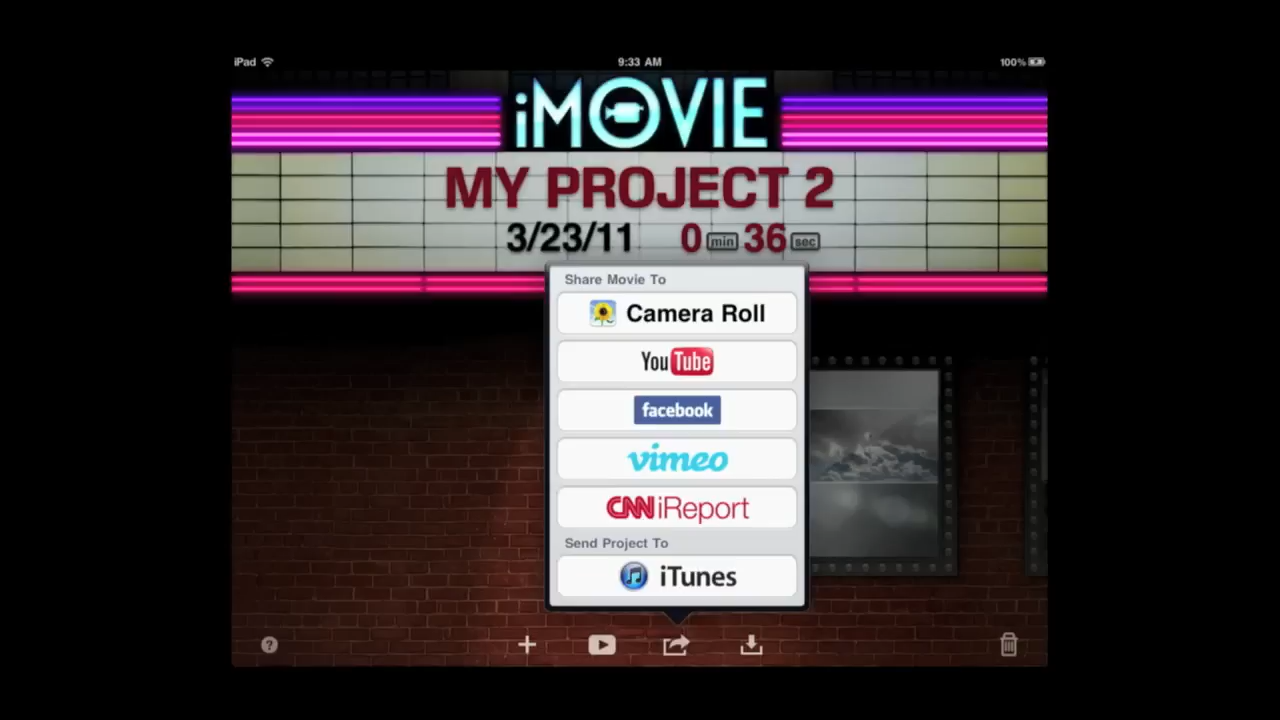 iPad 9:33 AM 100%
iMOVIE
MY PROJECT 2
3/23/11 0 min 36 sec
Share Movie To
Camera Roll
YouTube
facebook
vimeo
CNN iReport
Send Project To
iTunes
?